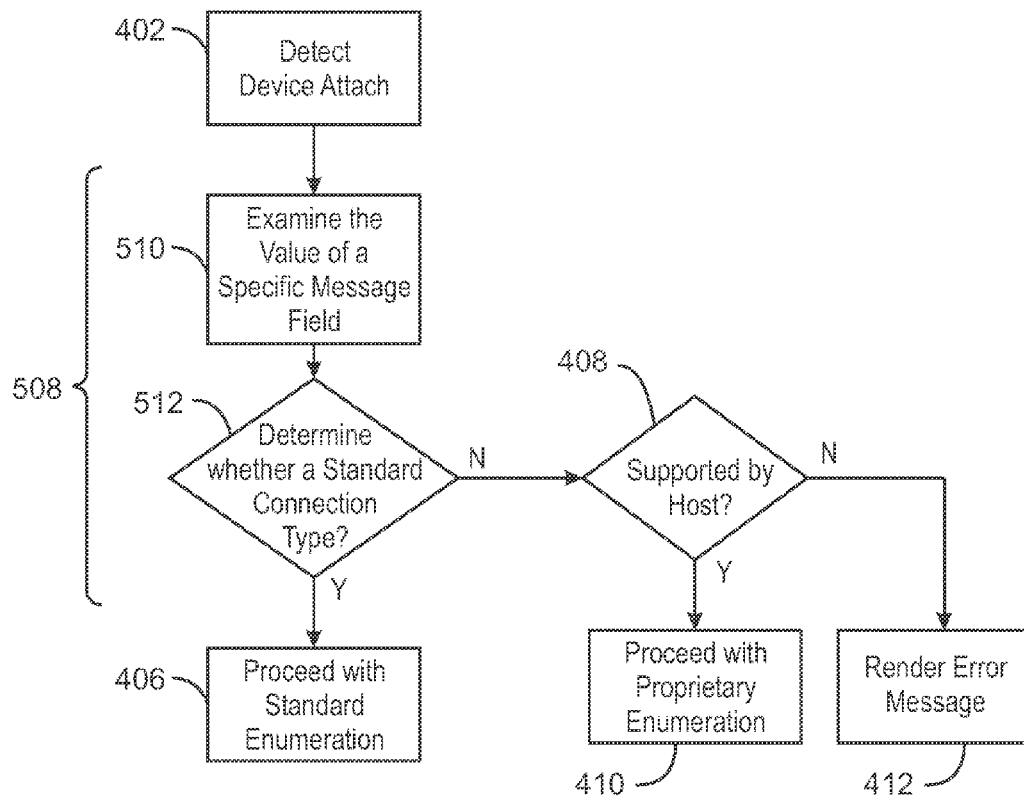 402
Detect
Device Attach
510
Examine the
Value of a
Specific Message
Field
508
512
Determine
whether a Standard
Connection
Type?
N
Y
408
Supported by
Host?
N
Y
406
Proceed with
Standard
Enumeration
Proceed with
Proprietary
Enumeration
410
Render Error
Message
412